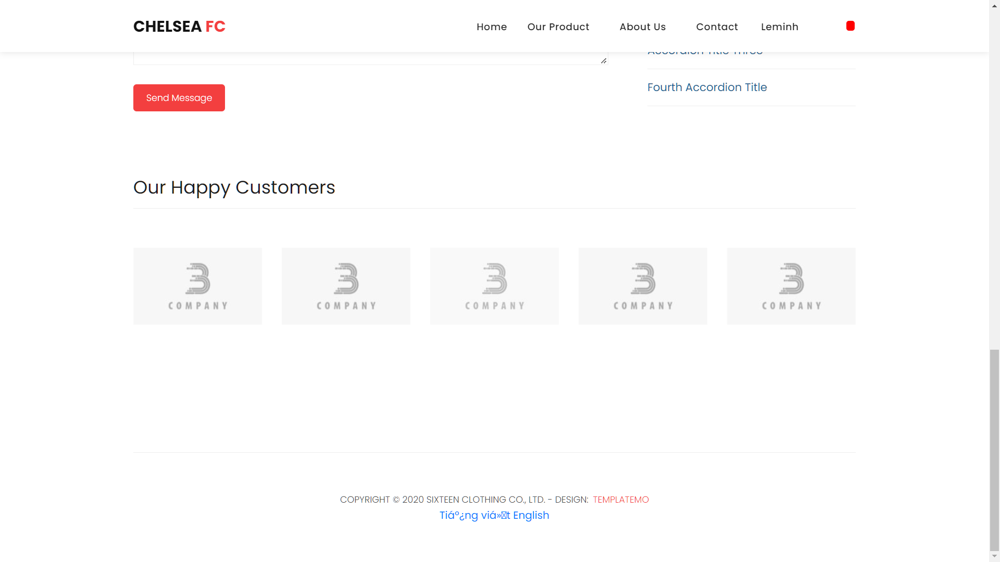 CHELSEA FC
Home Our Product About Us Contact Leminh
Accordion Title Three
Fourth Accordion Title
Send Message
Our Happy Customers
COMPANY COMPANY COMPANY COMPANY COMPANY
COPYRIGHT © 2020 SIXTEEN CLOTHING CO., LTD. - DESIGN: TEMPLATEMO
Tiáº¿ng viá»t English